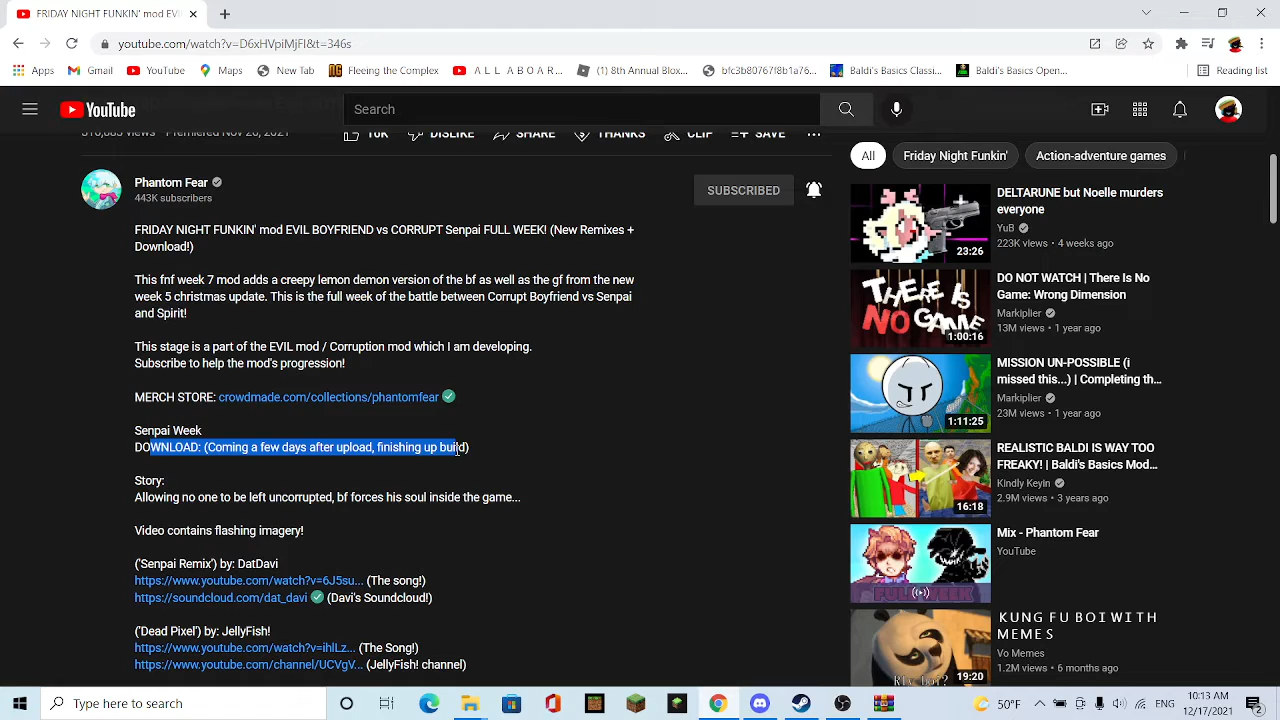 FRIDAY NIGHT FUNKIN' mod EVI
youtube.com/watch?v=D6xHVpiMjFI&t=346s
Apps Gmail YouTube Maps New Tab Fleeing the Complex A L L A B O A R... (1) 8th Annual Blox... fc3b80767f8b1a76... Baldi's Basics Classi... Baldi's Basics Open... Reading list
YouTube
Search
views • Premiered Nov 26, 2021
16K DISLIKE SHARE THANKS CLIP SAVE ...
All Friday Night Funkin' Action-adventure games
Phantom Fear
443K subscribers
SUBSCRIBED
FRIDAY NIGHT FUNKIN' mod EVIL BOYFRIEND vs CORRUPT Senpai FULL WEEK! (New Remixes +
Download!)
This fnf week 7 mod adds a creepy lemon demon version of the bf as well as the gf from the new
week 5 christmas update. This is the full week of the battle between Corrupt Boyfriend vs Senpai
and Spirit!
This stage is a part of the EVIL mod / Corruption mod which I am developing.
Subscribe to help the mod's progression!
MERCH STORE: crowdmade.com/collections/phantomfear
Senpai Week
DOWNLOAD: (Coming a few days after upload, finishing up build)
Story:
Allowing no one to be left uncorrupted, bf forces his soul inside the game...
Video contains flashing imagery!
('Senpai Remix') by: DatDavi
https://www.youtube.com/watch?v=6J5su... (The song!)
https://soundcloud.com/dat_davi (Davi's Soundcloud!)
('Dead Pixel') by: JellyFish!
https://www.youtube.com/watch?v=ihlLz... (The Song!)
https://www.youtube.com/channel/UCVgV... (JellyFish! channel)
23:26
DELTARUNE but Noelle murders
everyone
YuB
223K views • 4 weeks ago
THERE IS
NO GAME
1:00:16
DO NOT WATCH | There Is No
Game: Wrong Dimension
Markiplier
13M views • 1 year ago
1:11:25
MISSION UN-POSSIBLE (i
missed this...) | Completing th...
Markiplier
23M views • 1 year ago
16:18
REALISTIC BALDI IS WAY TOO
FREAKY! | Baldi's Basics Mod...
Kindly Keyin
2.9M views • 3 years ago
FULL WEEK
Mix - Phantom Fear
YouTube
19:20
K U N G F U B O I W I T H
M E M E S
Vo Memes
1.2M views • 6 months ago
Type here to search
50°F
ENG
10:13 AM
12/17/2021
2